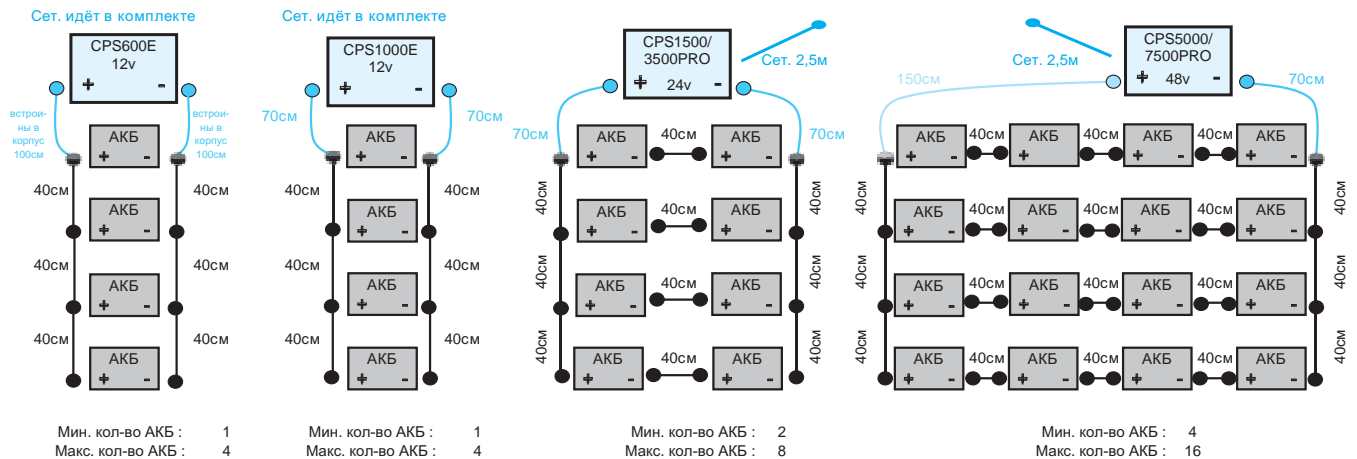 Сет. идёт в комплекте
CPS600E
12v
+ -
встрои-
ны в
корпус
100см
встрои-
ны в
корпус
100см
АКБ
+ -
40см
40см
АКБ
+ -
40см
40см
АКБ
+ -
40см
40см
АКБ
+ -
Мин. кол-во АКБ : 1
Макс. кол-во АКБ : 4
Сет. идёт в комплекте
CPS1000E
12v
+ -
70см
70см
АКБ
+ -
40см
40см
АКБ
+ -
40см
40см
АКБ
+ -
40см
40см
АКБ
+ -
Мин. кол-во АКБ : 1
Макс. кол-во АКБ : 4
CPS1500/
3500PRO
+ 24v -
Сет. 2,5м
70см
70см
АКБ 40см АКБ
+ - + -
40см
40см
АКБ 40см АКБ
+ - + -
40см
40см
АКБ 40см АКБ
+ - + -
40см
40см
АКБ 40см АКБ
+ - + -
Мин. кол-во АКБ : 2
Макс. кол-во АКБ : 8
Сет. 2,5м
CPS5000/
7500PRO
+ 48v -
150см
70см
АКБ 40см АКБ 40см АКБ 40см АКБ
+ - + - + - + -
40см
40см
АКБ 40см АКБ 40см АКБ 40см АКБ
+ - + - + - + -
40см
40см
АКБ 40см АКБ 40см АКБ 40см АКБ
+ - + - + - + -
40см
40см
АКБ 40см АКБ 40см АКБ 40см АКБ
+ - + - + - + -
Мин. кол-во АКБ : 4
Макс. кол-во АКБ : 16